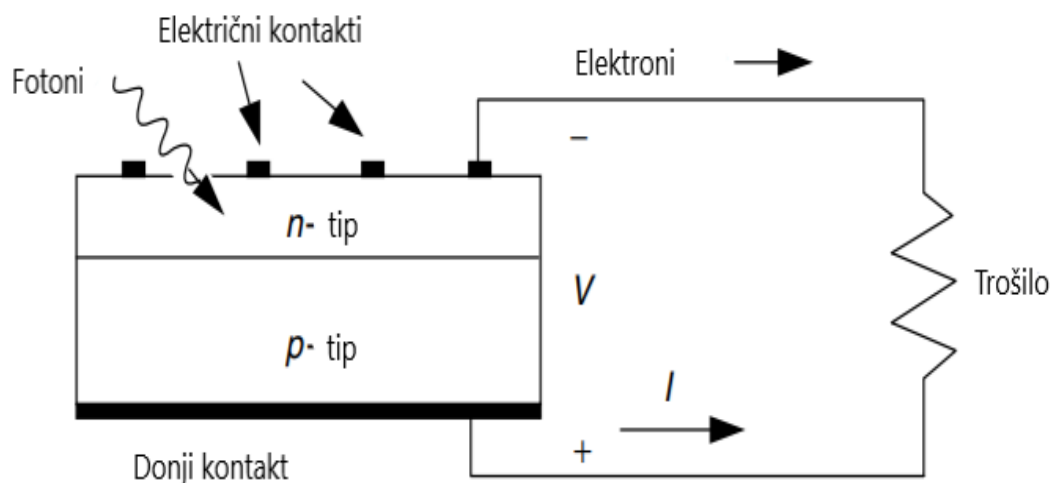 Električni kontakti
Fotoni
Elektroni
–
n- tip
V
Trošilo
p- tip
I
+
Donji kontakt